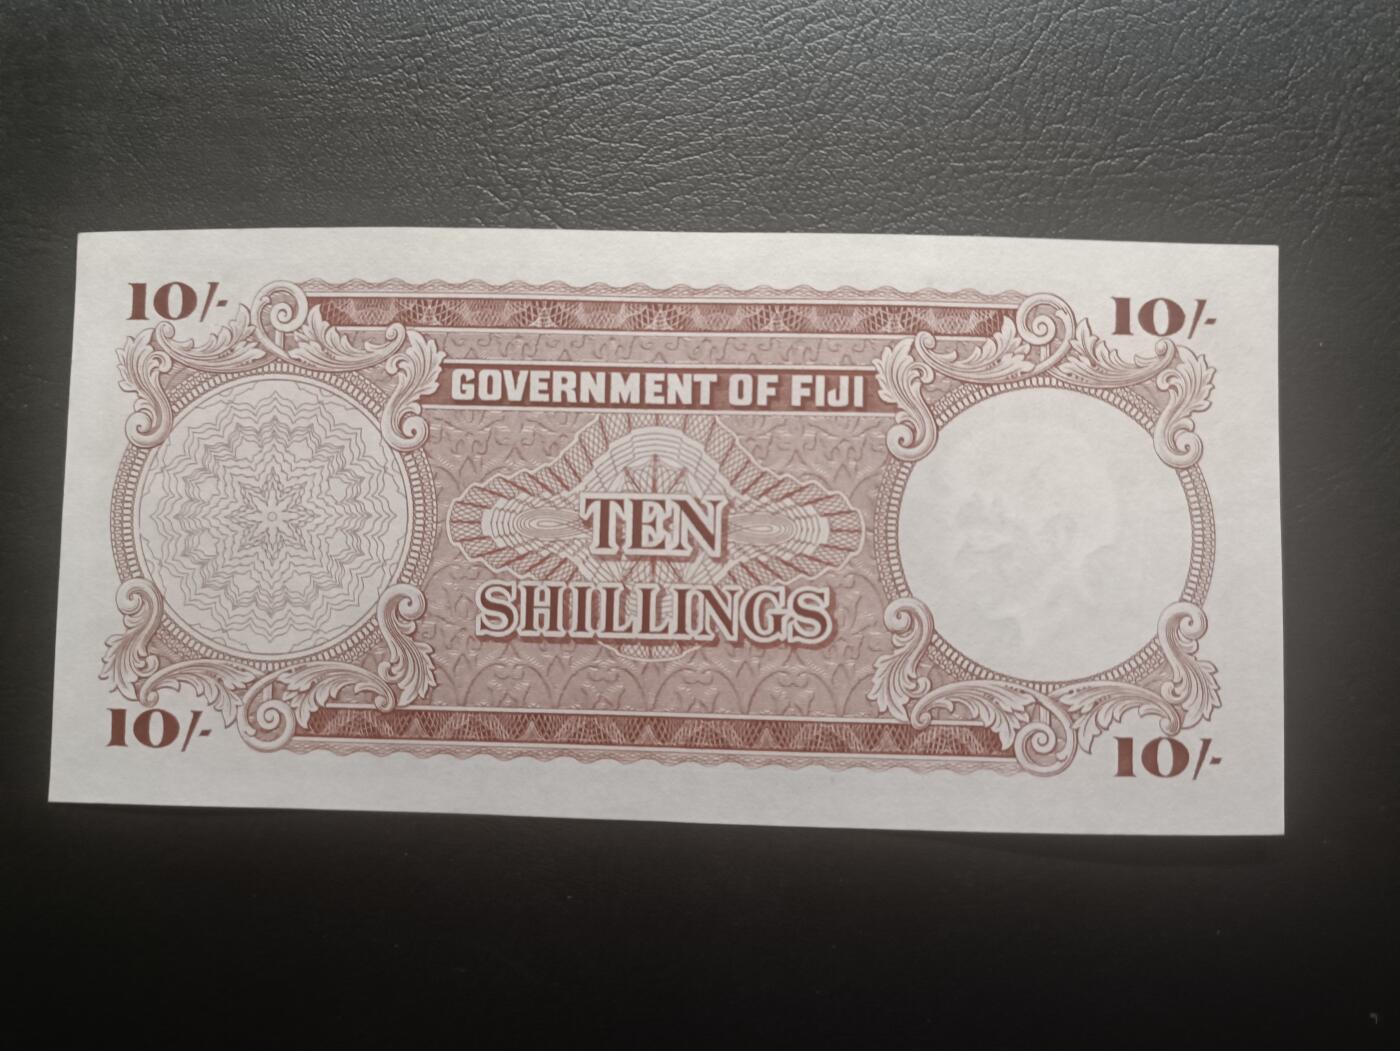 10/-
10/-
GOVERNMENT OF FIJI
TEN
SHILLINGS
10/-
10/-